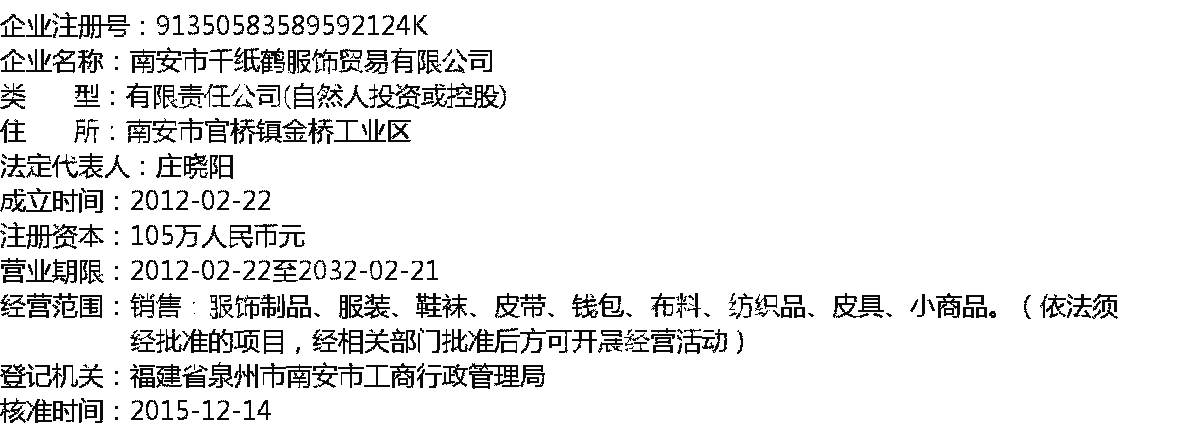 企业注册号：91350583589592124K
企业名称：南安市千纸鹤服饰贸易有限公司
类　　型：有限责任公司(自然人投资或控股)
住　　所：南安市官桥镇金桥工业区
法定代表人：庄晓阳
成立时间：2012-02-22
注册资本：105万人民币元
营业期限：2012-02-22至2032-02-21
经营范围：销售：服饰制品、服装、鞋袜、皮带、钱包、布料、纺织品、皮具、小商品。（依法须
经批准的项目，经相关部门批准后方可开展经营活动）
登记机关：福建省泉州市南安市工商行政管理局
核准时间：2015-12-14